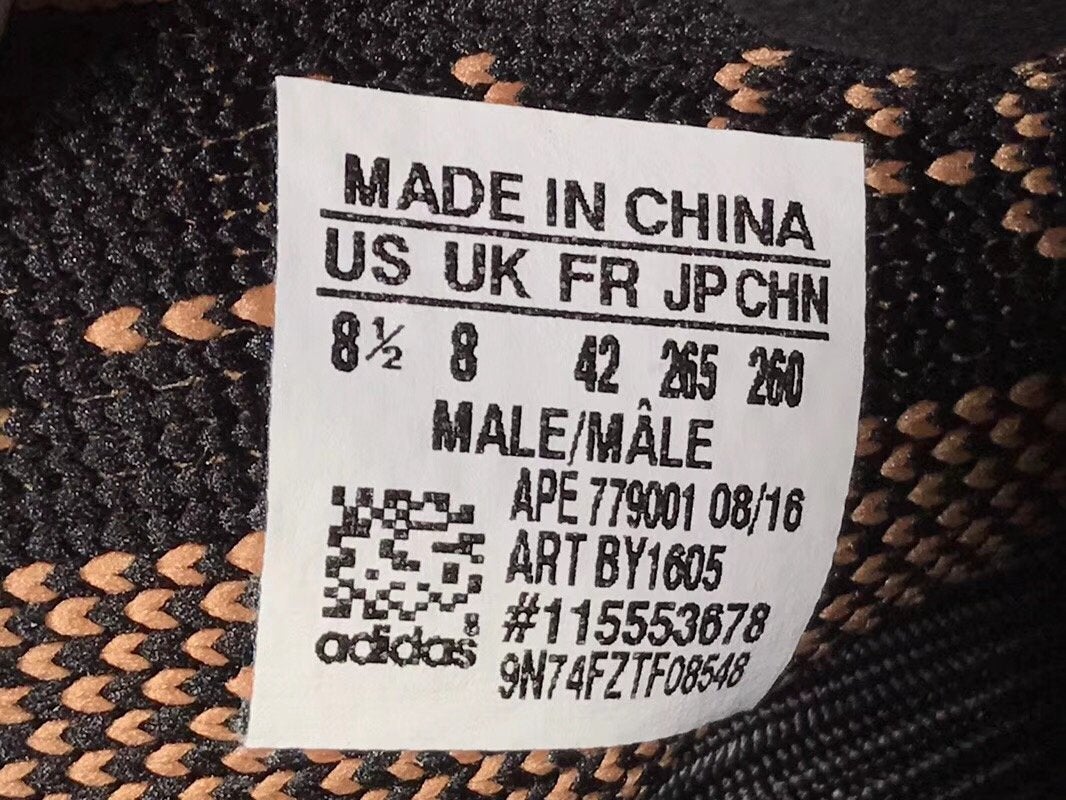 MADE IN CHINA
US UK FR JP CHN
8½ 8 42 265 260
MALE/MÂLE
APE 779001 08/16
ART BY1605
#115553678
8
adidas
9N74FZTF08548